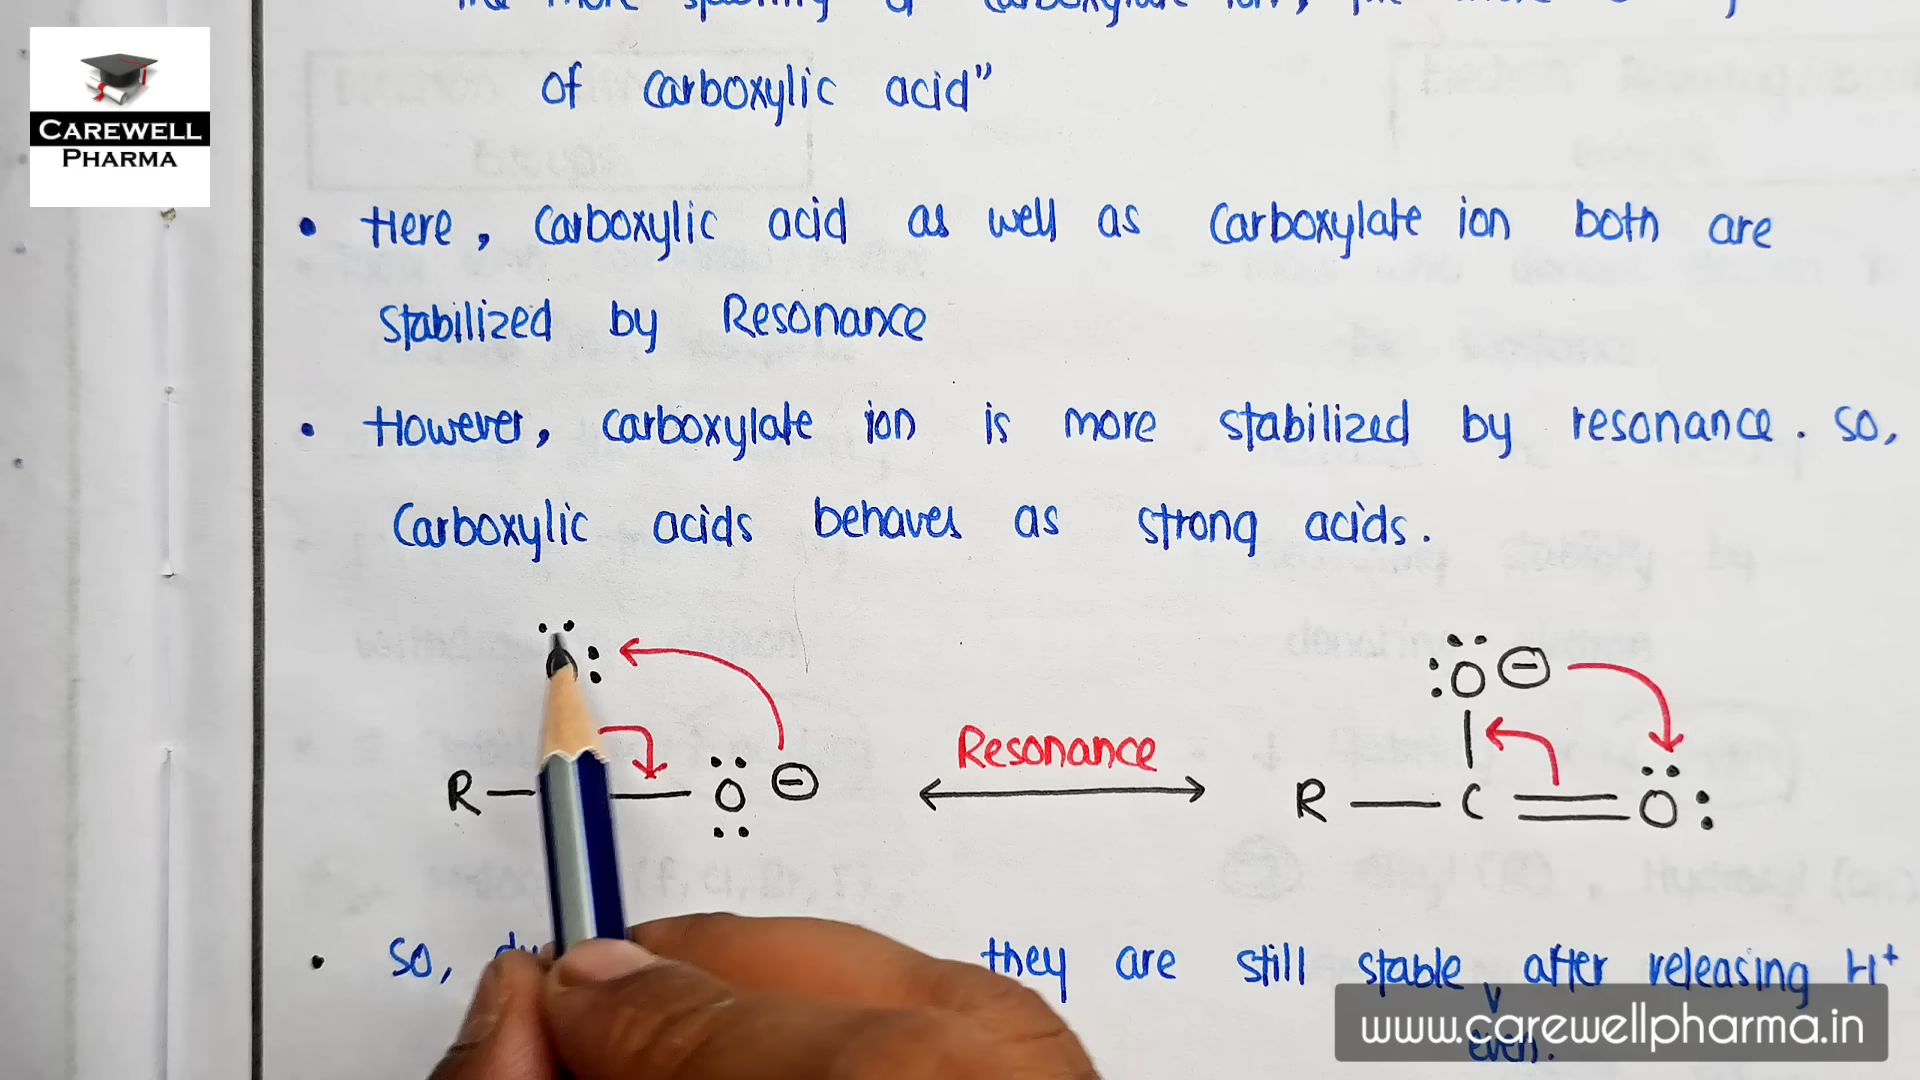 CAREWELL
PHARMA
of carboxylic acid"
• Here, carboxylic acid as well as carboxylate ion both are
stabilized by Resonance
• However, carboxylate ion is more stabilized by resonance. So,
Carboxylic acids behaves as strong acids.
R — — O ⊖
Resonance
O ⊖
R — C = O
• So, they are still stable after releasing H+
even.
www.carewellpharma.in